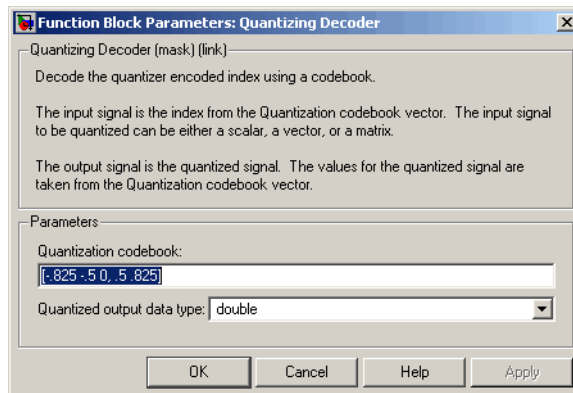 Function Block Parameters: Quantizing Decoder
Quantizing Decoder (mask) (link)
Decode the quantizer encoded index using a codebook.
The input signal is the index from the Quantization codebook vector. The input signal
to be quantized can be either a scalar, a vector, or a matrix.
The output signal is the quantized signal. The values for the quantized signal are
taken from the Quantization codebook vector.
Parameters
Quantization codebook:
[-.825 -.5 0, .5 .825]
Quantized output data type: double
OK Cancel Help Apply